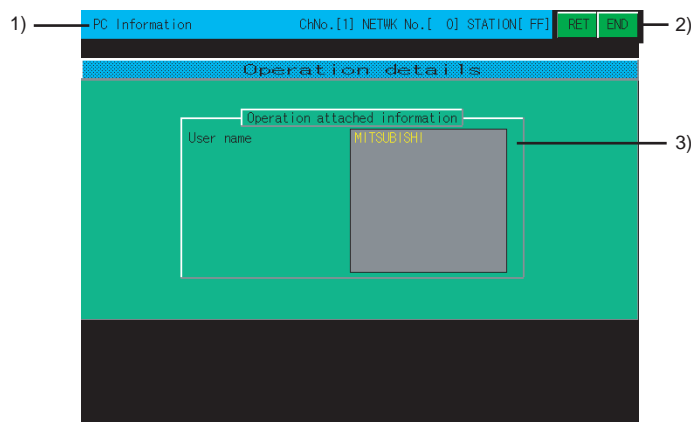 1) PC Information ChNo.[1] NETWK No.[ 0] STATION[ FF] RET END 2)
Operation details
Operation attached information
User name MITSUBISHI 3)